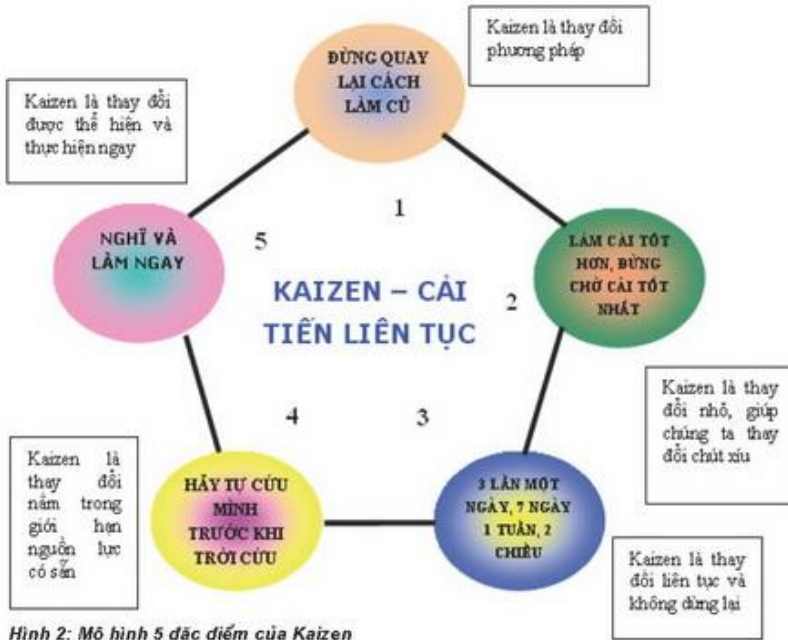 ĐỪNG QUAY
LẠI CÁCH
LÀM CŨ
Kaizen là thay đổi
phương pháp
1
LÀM CÁI TỐT
HƠN, ĐỪNG
CHỜ CÁI TỐT
NHẤT
2
Kaizen là thay
đổi nhỏ, giúp
chúng ta thay
đổi chút xíu
3 LẦN MỘT
NGÀY, 7 NGÀY
1 TUẦN, 2
CHIỀU
3
Kaizen là thay
đổi liên tục và
không dừng lại
HÃY TỰ CỨU
MÌNH
TRƯỚC KHI
TRỜI CỨU
4
Kaizen là
thay đổi
nằm trong
giới hạn
nguồn lực
có sẵn
NGHĨ VÀ
LÀM NGAY
5
Kaizen là thay đổi
được thể hiện và
thực hiện ngay
KAIZEN – CẢI
TIẾN LIÊN TỤC
Hình 2: Mô hình 5 đặc điểm của Kaizen